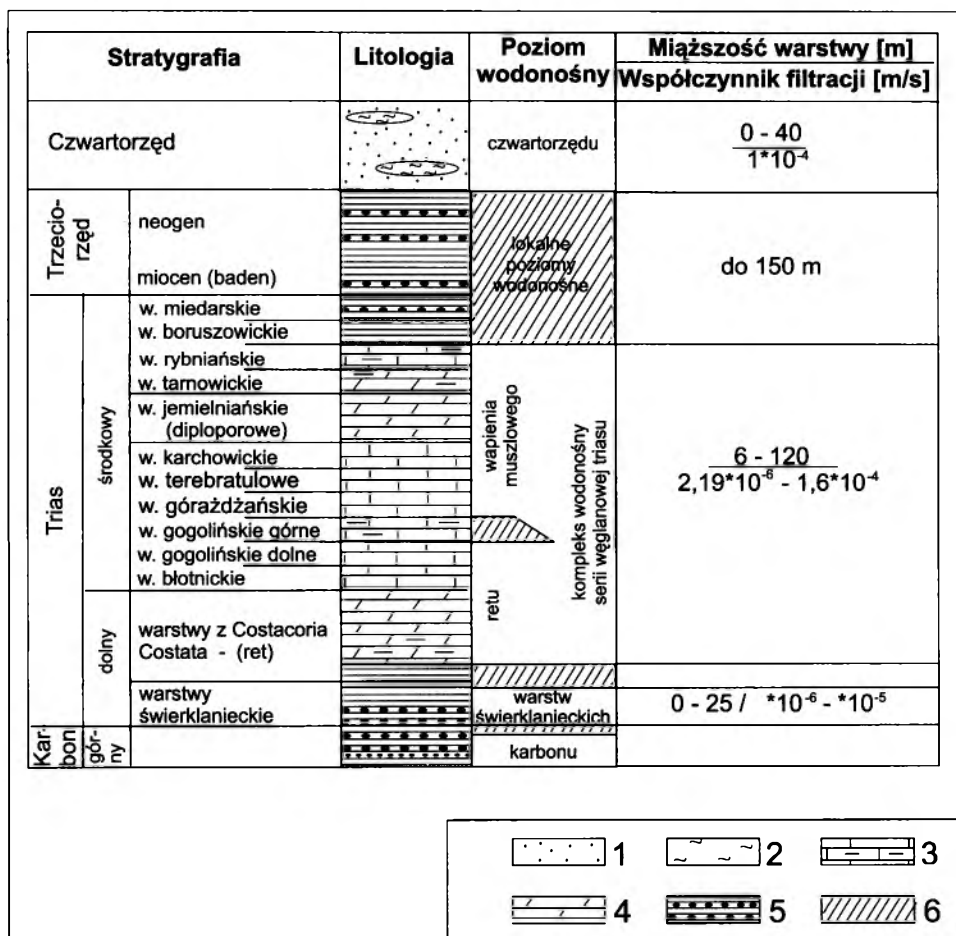 Stratygrafia
Litologia
Poziom
wodonośny
Miąższość warstwy [m]
Współczynnik filtracji [m/s]
Czwartorzęd
czwartorzędu
0 - 40
1*10⁻⁴
Trzecio-
rzęd
neogen
miocen (baden)
lokalne
poziomy
wodonośne
do 150 m
Trias
środkowy
w. miedarskie
w. boruszowickie
w. rybniańskie
w. tarnowickie
w. jemielniańskie
(diploporowe)
w. karchowickie
w. terebratulowe
w. górażdżańskie
w. gogolińskie górne
w. gogolińskie dolne
w. błotnickie
wapienia
muszlowego
retu
kompleks wodonośny
serii węglanowej triasu
6 - 120
2,19*10⁻⁶ - 1,6*10⁻⁴
dolny
warstwy z Costacoria
Costata - (ret)
warstwy
świerklanieckie
warstw
świerklanieckich
0 - 25 / *10⁻⁶ - *10⁻⁵
Kar-
bon
gór-
ny
karbonu
1
2
3
4
5
6